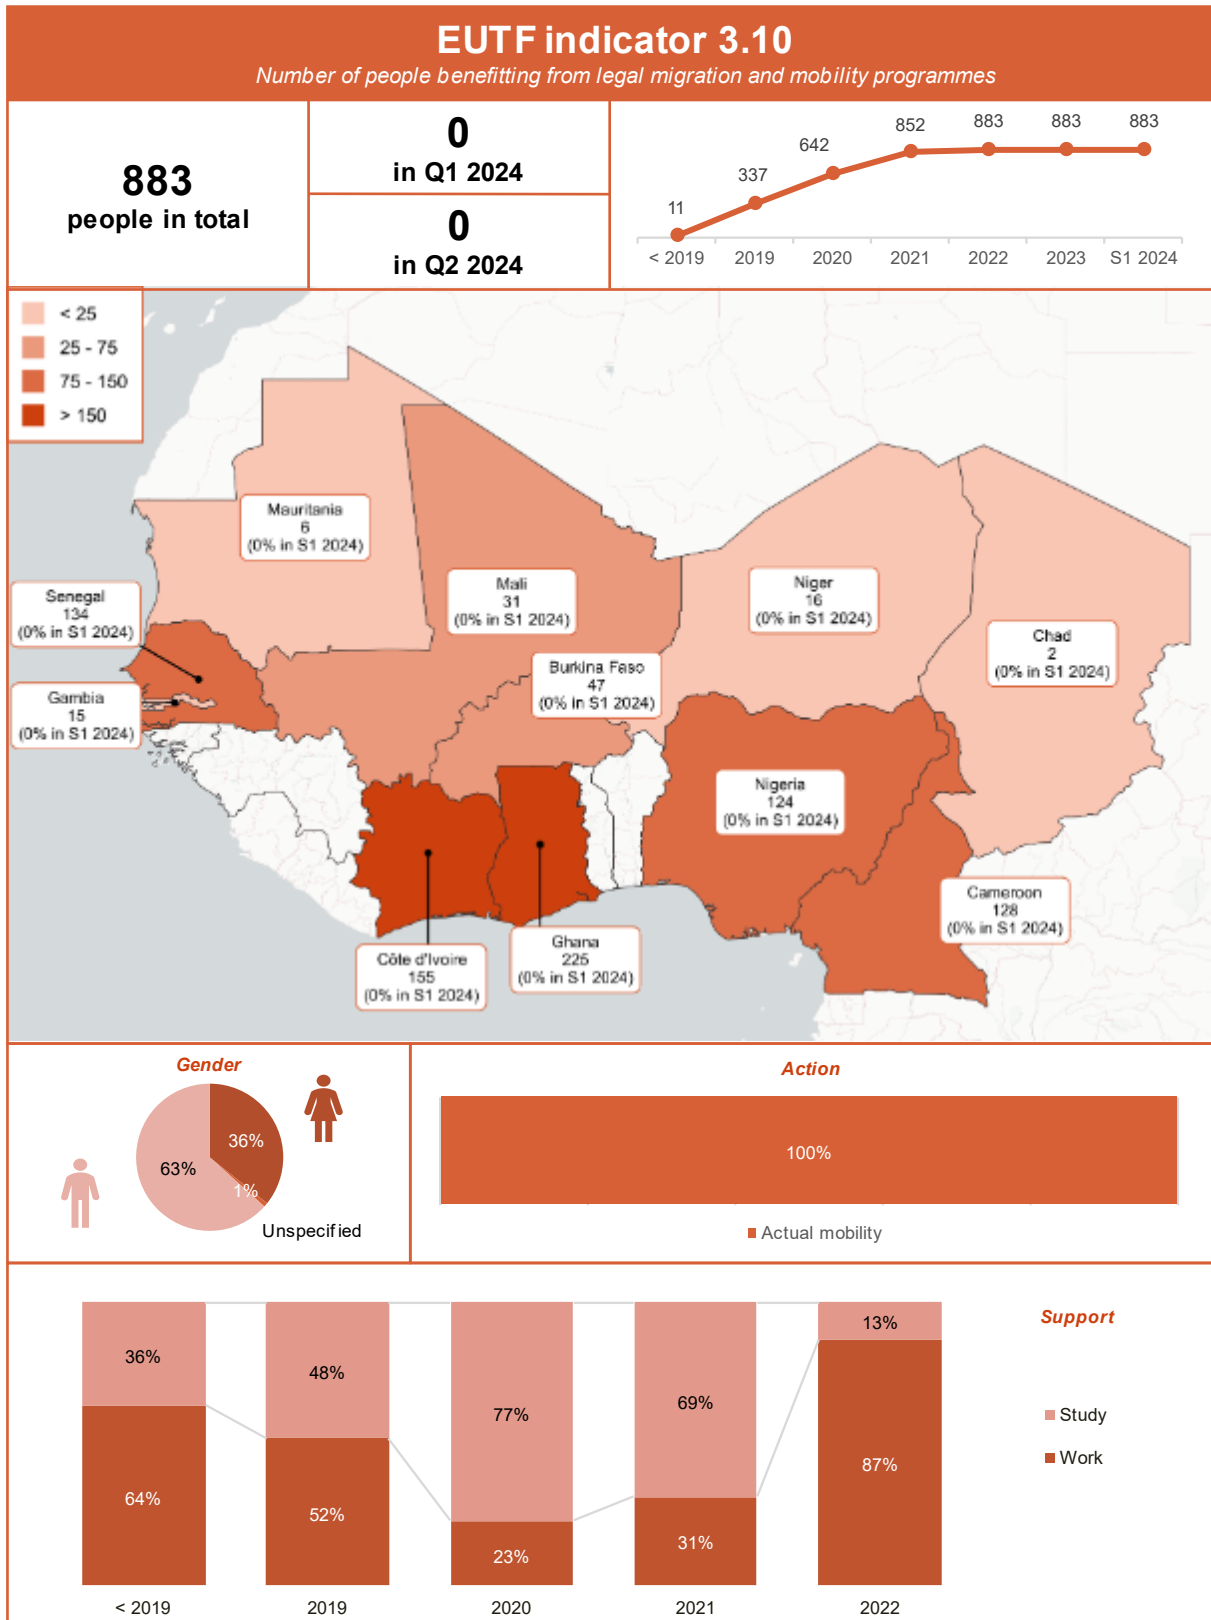 EUTF indicator 3.10
Number of people benefitting from legal migration and mobility programmes
883
people in total
0
in Q1 2024
0
in Q2 2024
11
337
642
852
883
883
883
< 2019
2019
2020
2021
2022
2023
S1 2024
< 25
25 - 75
75 - 150
> 150
Mauritania
6
(0% in S1 2024)
Mali
31
(0% in S1 2024)
Niger
16
(0% in S1 2024)
Chad
2
(0% in S1 2024)
Senegal
134
(0% in S1 2024)
Gambia
15
(0% in S1 2024)
Burkina Faso
47
(0% in S1 2024)
Nigeria
124
(0% in S1 2024)
Cameroon
128
(0% in S1 2024)
Côte d'Ivoire
155
(0% in S1 2024)
Ghana
225
(0% in S1 2024)
Gender
36%
63%
1%
Unspecified
Action
100%
Actual mobility
Support
36%
48%
77%
69%
13%
64%
52%
23%
31%
87%
Study
Work
< 2019
2019
2020
2021
2022